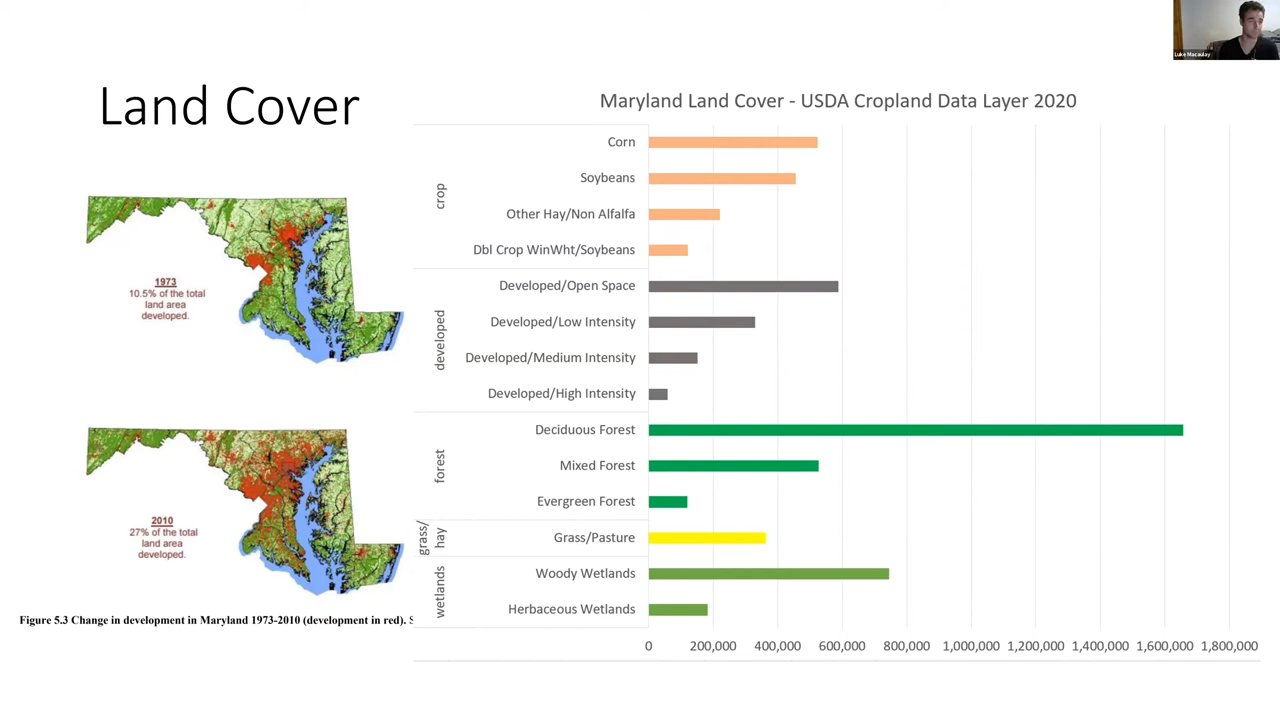 Luke Macaulay
Land Cover
1973
10.5% of the total
land area
developed.
2010
27% of the total
land area
developed.
Figure 5.3 Change in development in Maryland 1973-2010 (development in red). S
Maryland Land Cover - USDA Cropland Data Layer 2020
crop
Corn
Soybeans
Other Hay/Non Alfalfa
Dbl Crop WinWht/Soybeans
developed
Developed/Open Space
Developed/Low Intensity
Developed/Medium Intensity
Developed/High Intensity
forest
Deciduous Forest
Mixed Forest
Evergreen Forest
grass/
hay
Grass/Pasture
wetlands
Woody Wetlands
Herbaceous Wetlands
0 200,000 400,000 600,000 800,000 1,000,000 1,200,000 1,400,000 1,600,000 1,800,000